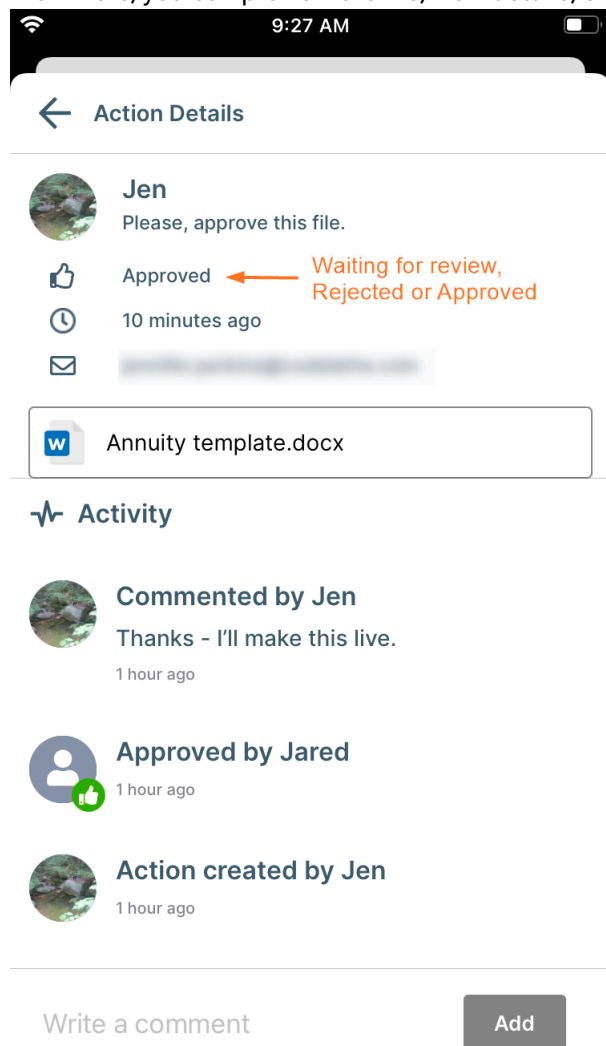 9:27 AM
Action Details
Jen
Please, approve this file.
Approved
Waiting for review,
Rejected or Approved
10 minutes ago
W
Annuity template.docx
Activity
Commented by Jen
Thanks - I'll make this live.
1 hour ago
Approved by Jared
1 hour ago
Action created by Jen
1 hour ago
Write a comment
Add